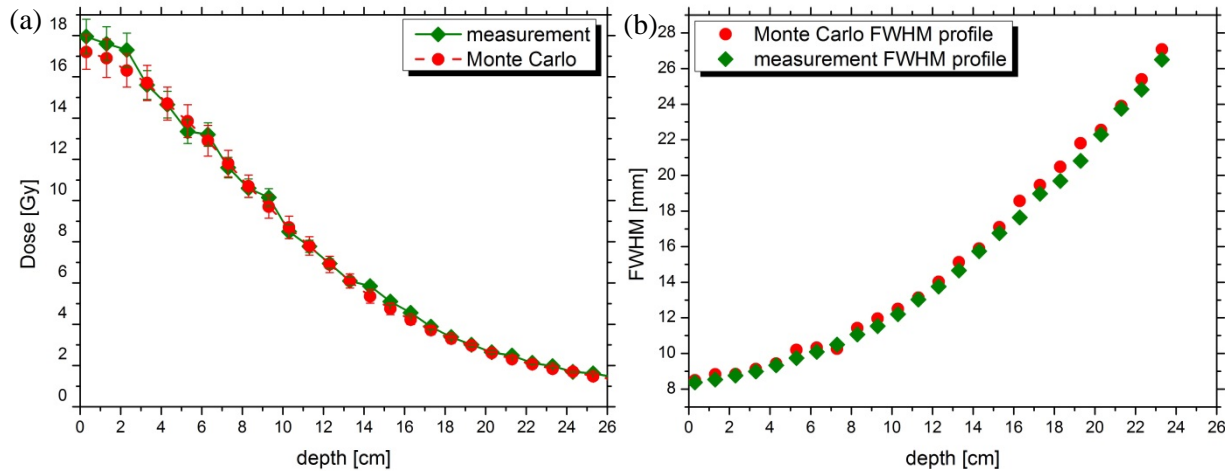 (a)
measurement
Monte Carlo
18
16
14
12
10
8
6
4
2
0
Dose [Gy]
0 2 4 6 8 10 12 14 16 18 20 22 24 26
depth [cm]
(b)
Monte Carlo FWHM profile
measurement FWHM profile
28
26
24
22
20
18
16
14
12
10
8
FWHM [mm]
0 2 4 6 8 10 12 14 16 18 20 22 24 26
depth [cm]